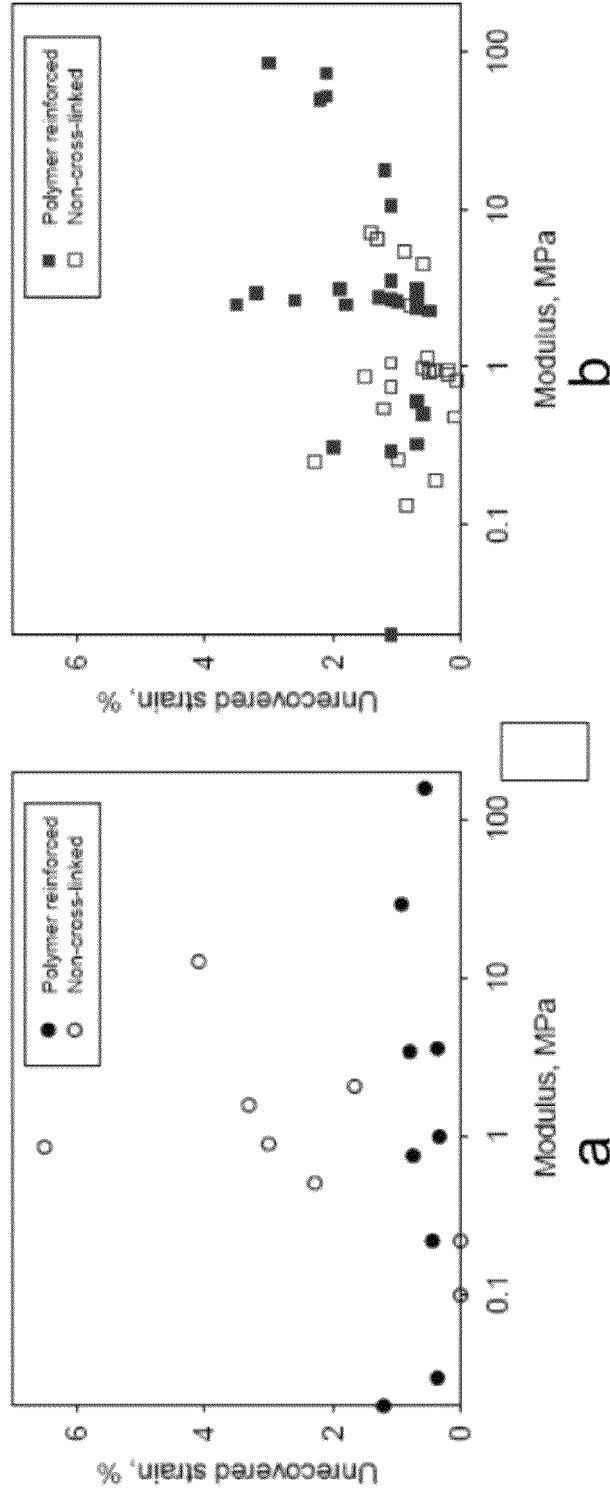 Unrecovered strain, %
6
4
2
0
Polymer reinforced
Non-cross-linked
0.1
1
10
100
Modulus, MPa
a
Unrecovered strain, %
6
4
2
0
Polymer reinforced
Non-cross-linked
0.1
1
10
100
Modulus, MPa
b